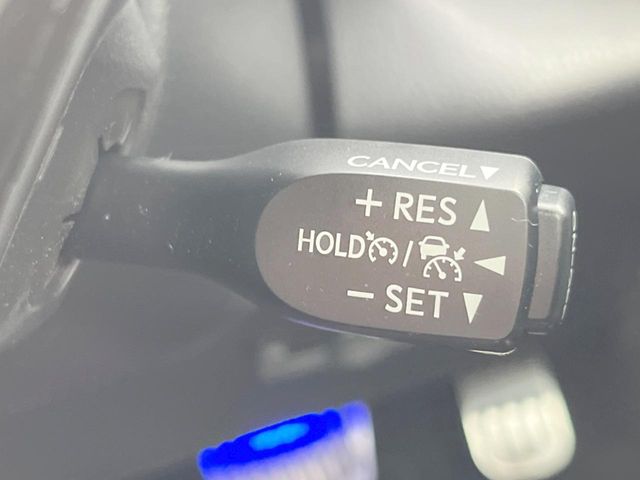 CANCEL▼
+ RES ▲
HOLD / ◀
− SET ▼